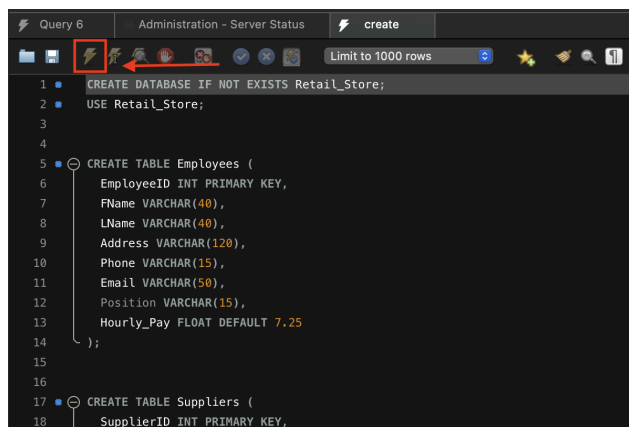 Query 6 Administration - Server Status create
Limit to 1000 rows
1 CREATE DATABASE IF NOT EXISTS Retail_Store;
2 USE Retail_Store;
3
4
5 CREATE TABLE Employees (
6 EmployeeID INT PRIMARY KEY,
7 FName VARCHAR(40),
8 LName VARCHAR(40),
9 Address VARCHAR(120),
10 Phone VARCHAR(15),
11 Email VARCHAR(50),
12 Position VARCHAR(15),
13 Hourly_Pay FLOAT DEFAULT 7.25
14 );
15
16
17 CREATE TABLE Suppliers (
18 SupplierID INT PRIMARY KEY,